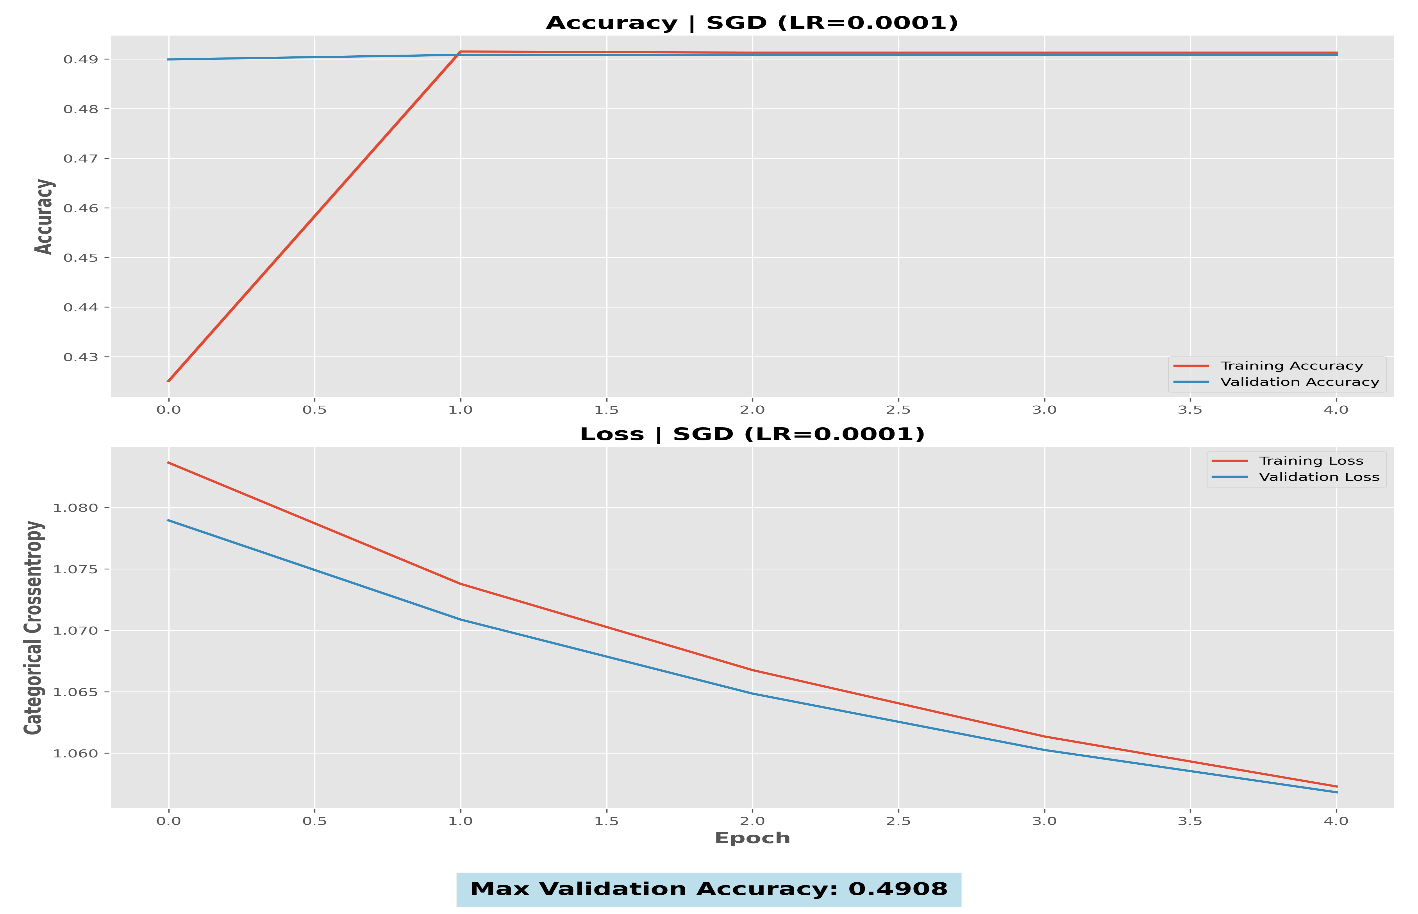 Accuracy | SGD (LR=0.0001)
Accuracy
0.49
0.48
0.47
0.46
0.45
0.44
0.43
Training Accuracy
Validation Accuracy
0.0 0.5 1.0 1.5 2.0 2.5 3.0 3.5 4.0
Loss | SGD (LR=0.0001)
Categorical Crossentropy
Training Loss
Validation Loss
1.080
1.075
1.070
1.065
1.060
0.0 0.5 1.0 1.5 2.0 2.5 3.0 3.5 4.0
Epoch
Max Validation Accuracy: 0.4908